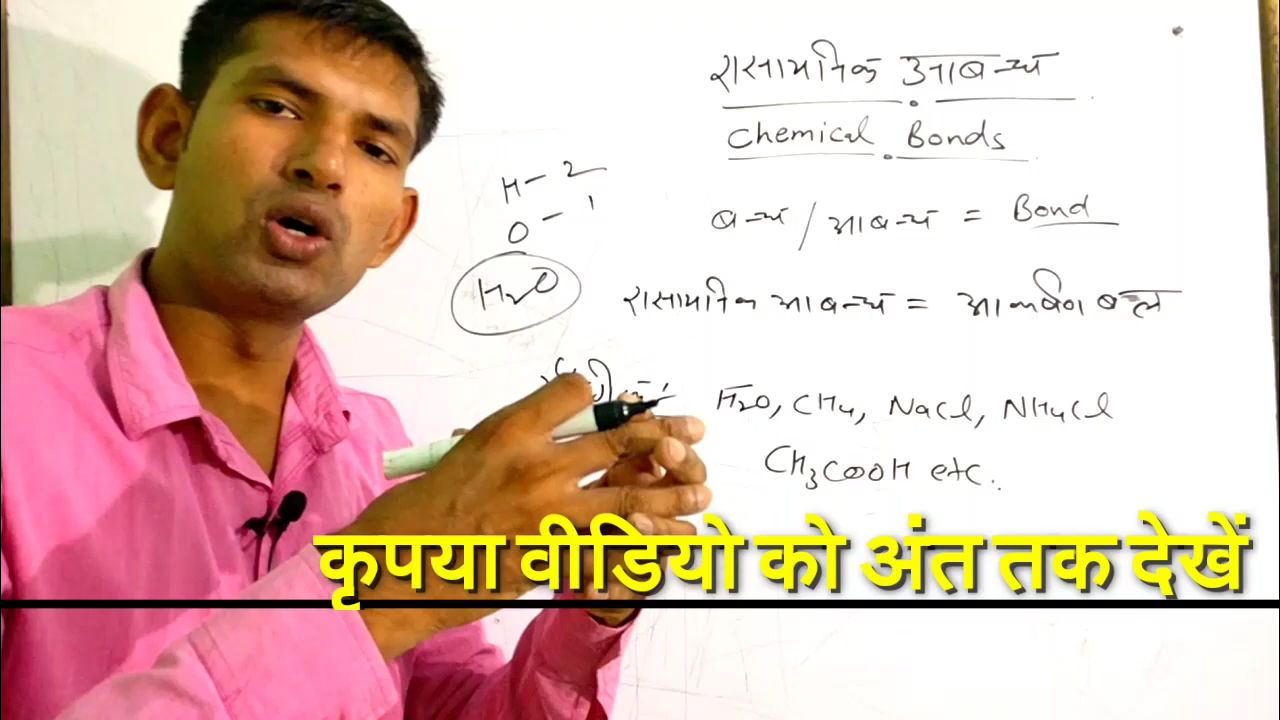 रासायनिक आबन्ध
Chemical Bonds
H - 2
O - 1
H₂O
बन्ध / आबन्ध = Bond
रासायनिक आबन्ध = आकर्षण बल
H₂O, CH₄, NaCl, NH₄Cl
CH₃COOH etc.
कृपया वीडियो को अंत तक देखें